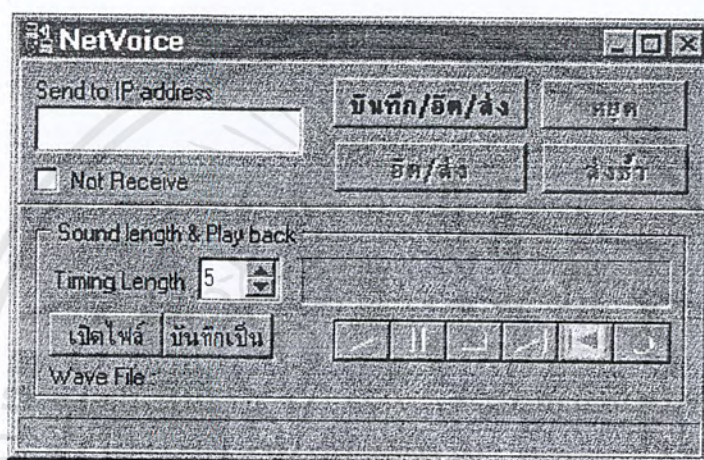 NetVoice
Send to IP address
บันทึก/ยืด/ส่ง หยุด
Not Receive
ยืด/ส่ง ส่งซ้ำ
Sound length & Play back
Timing Length 5
เปิดไฟล์ บันทึกเป็น
Wave File :